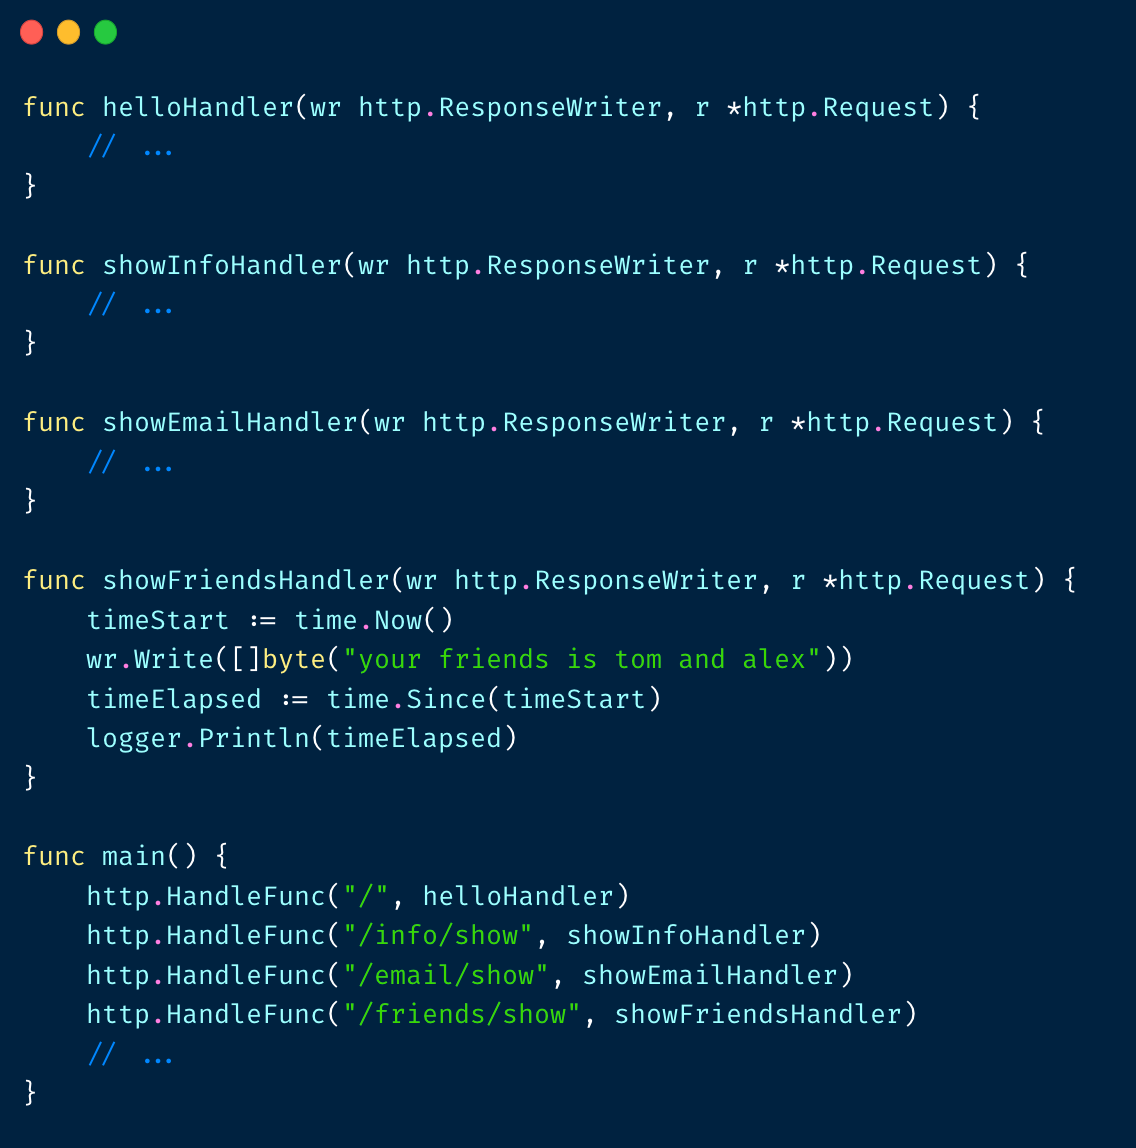 func helloHandler(wr http.ResponseWriter, r *http.Request) {
    // ...
}

func showInfoHandler(wr http.ResponseWriter, r *http.Request) {
    // ...
}

func showEmailHandler(wr http.ResponseWriter, r *http.Request) {
    // ...
}

func showFriendsHandler(wr http.ResponseWriter, r *http.Request) {
    timeStart := time.Now()
    wr.Write([]byte("your friends is tom and alex"))
    timeElapsed := time.Since(timeStart)
    logger.Println(timeElapsed)
}

func main() {
    http.HandleFunc("/", helloHandler)
    http.HandleFunc("/info/show", showInfoHandler)
    http.HandleFunc("/email/show", showEmailHandler)
    http.HandleFunc("/friends/show", showFriendsHandler)
    // ...
}